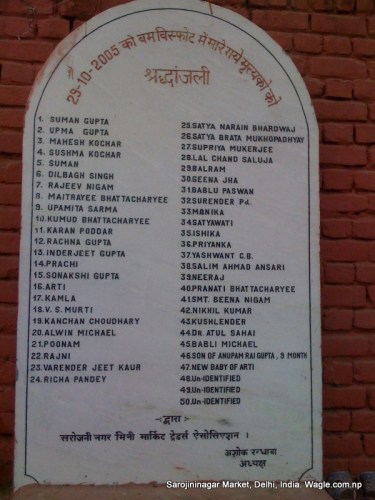 29-10-2005 को बम विस्फोट में मारे गये मृत्यको को
श्रद्धांजली
1. SUMAN GUPTA
2. UPMA GUPTA
3. MAHESH KOCHAR
4. SUSHMA KOCHAR
5. SUMAN
6. DILBAGH SINGH
7. RAJEEV NIGAM
8. MAITRAYEE BHATTACHARYEE
9. UPAMITA SARMA
10. KUMUD BHATTACHARYEE
11. KARAN PODDAR
12. RACHNA GUPTA
13. INDERJEET GUPTA
14. PRACHI
15. SONAKSHI GUPTA
16. ARTI
17. KAMLA
18. V.S. MURTI
19. KANCHAN CHOUDHARY
20. ALWIN MICHAEL
21. POONAM
22. RAJNI
23. VARENDER JEET KAUR
24. RICHA PANDEY
25. SATYA NARAIN BHARDWAJ
26. SATYA BRATA MUKHOPADHYAY
27. SUPRIYA MUKERJEE
28. LAL CHAND SALUJA
29. BALRAM
30. GEENA JHA
31. BABLU PASWAN
32. SURENDER Pd.
33. MANIKA
34. SATYAWATI
35. ISHIKA
36. PRIYANKA
37. YASHWANT C.B.
38. SALIM AHMAD ANSARI
39. NEERAJ
40. PRANATI BHATTACHARYEE
41. SMT. BEENA NIGAM
42. NIKHIL KUMAR
43. KUSHLENDER
44. DR. ATUL SAHAI
45. BABLI MICHAEL
46. SON OF ANUPAM RAI GUPTA, 9 MONTH
47. NEW BABY OF ARTI
48. Un-IDENTIFIED
49. Un-IDENTIFIED
50. Un-IDENTIFIED
द्वारा
सरोजनी नगर मिनी मार्किट ट्रेडर्स ऐसोसिएशन ।
अशोक रन्धावा
अध्यक्ष
Sarojininagar Market, Delhi, India. Wagle.com.np